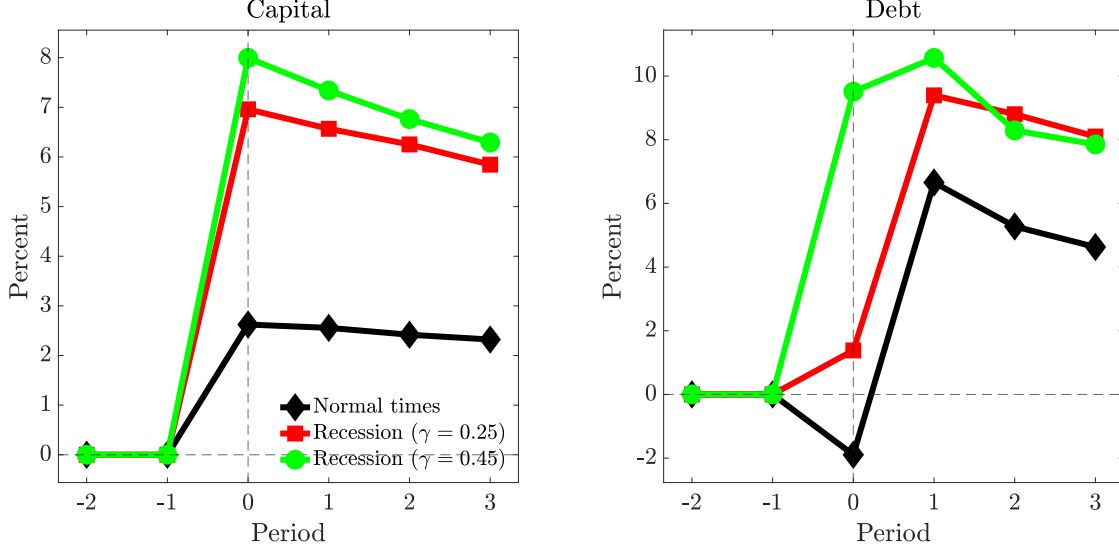 Capital
8
7
6
5
4
3
2
1
0
Percent
-2 -1 0 1 2 3
Period
Normal times
Recession (γ = 0.25)
Recession (γ = 0.45)
Debt
10
8
6
4
2
0
-2
Percent
-2 -1 0 1 2 3
Period